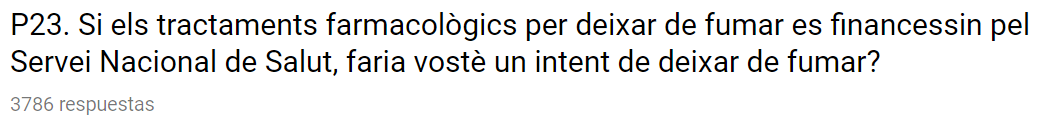 P23. Si els tractaments farmacològics per deixar de fumar es financessin pel
Servei Nacional de Salut, faria vostè un intent de deixar de fumar?
3786 respuestas